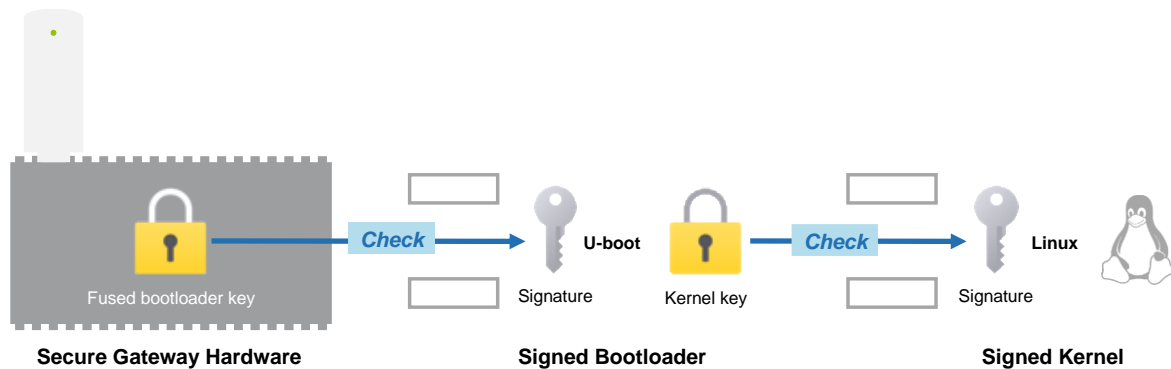 Check
Check
U-boot
Linux
Fused bootloader key
Signature
Kernel key
Signature
Secure Gateway Hardware
Signed Bootloader
Signed Kernel